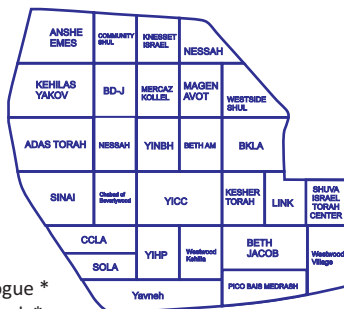 ANSHE
EMES
COMMUNITY
SHUL
KNESSET
ISRAEL
NESSAH
KEHILAS
YAKOV
BD-J
MERCAZ
KOLLEL
MAGEN
AVOT
WESTSIDE
SHUL
ADAS TORAH
NESSAH
YINBH
BETH AM
BKLA
SINAI
Chabad of
Beverlywood
YICC
KESHER
TORAH
LINK
SHUVA
ISRAEL
TORAH
CENTER
CCLA
SOLA
YIHP
Westwood
Kehilla
BETH
JACOB
Westwood
Village
PICO BAIS MEDRASH
Yavneh
ogue *